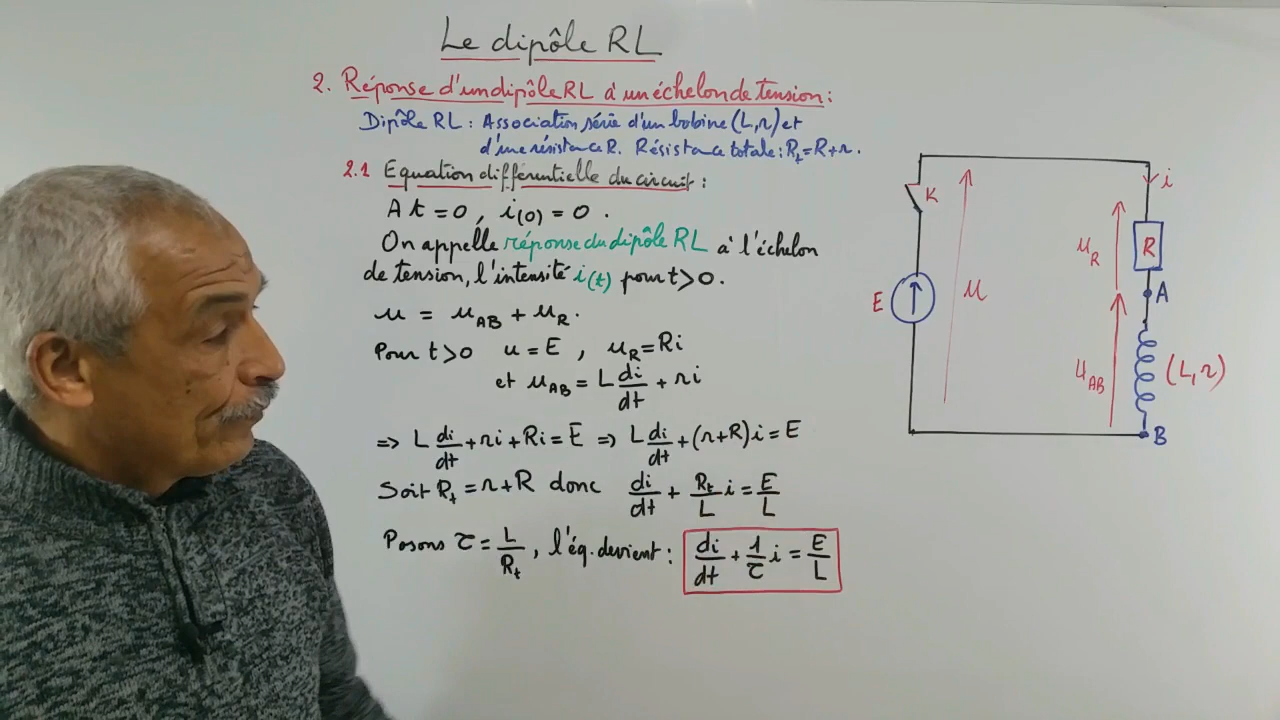 Le dipôle RL
2. Réponse d'un dipôle RL à un échelon de tension :
Dipôle RL : Association série d'un bobine (L,r) et
d'une résistance R. Résistance totale : Rt = R+r.
2.1 Equation différentielle du circuit :
A t = 0 , i(0) = 0 .
On appelle réponse du dipôle RL à l'échelon
de tension, l'intensité i(t) pour t > 0 .
u = uAB + uR .
Pour t > 0 u = E , uR = Ri
et uAB = L di/dt + ri
=> L di/dt + ri + Ri = E => L di/dt + (r+R)i = E
Soit Rt = r+R donc di/dt + Rt/L i = E/L
Posons τ = L/Rt , l'éq. devient : di/dt + 1/τ i = E/L
K
E
u
i
uR
R
A
uAB
(L,r)
B